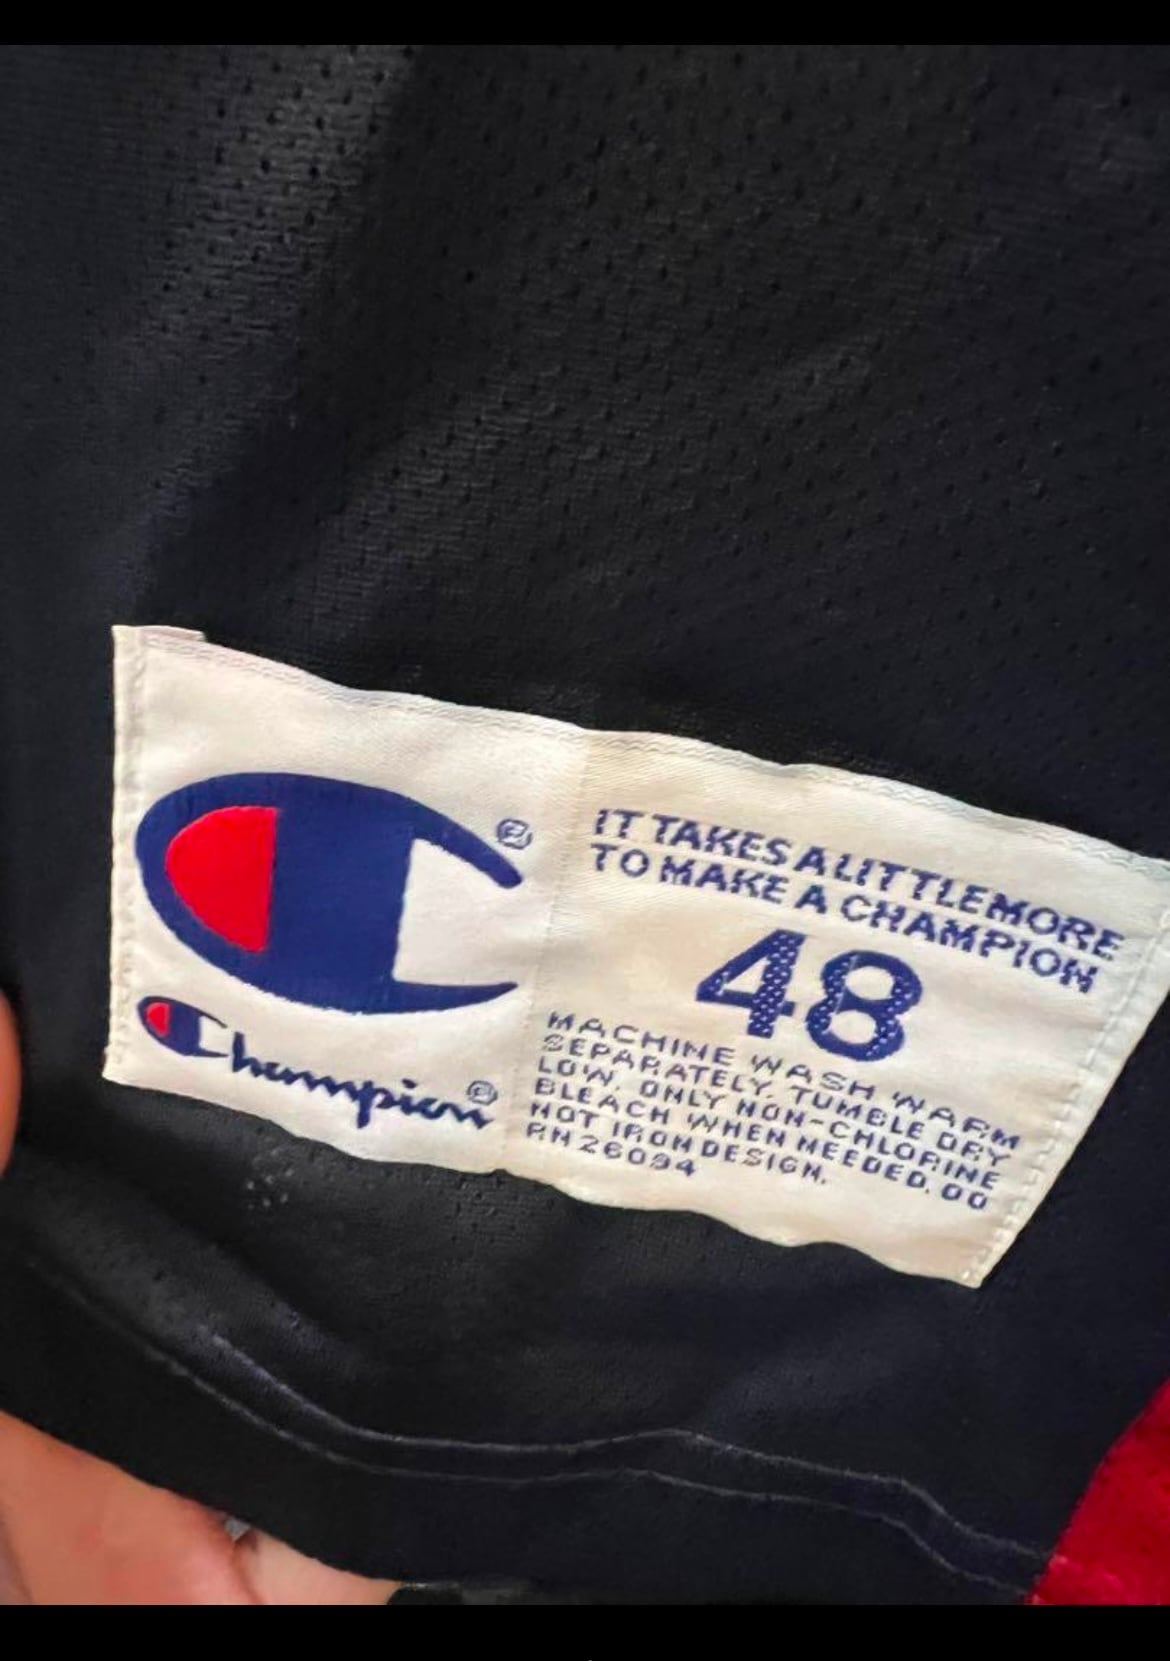 Champion
IT TAKES A LITTLE MORE
TO MAKE A CHAMPION
48
MACHINE WASH WARM
SEPARATELY. TUMBLE DRY
LOW. ONLY NON-CHLORINE
BLEACH WHEN NEEDED. DO
NOT IRON DESIGN.
RN 26094